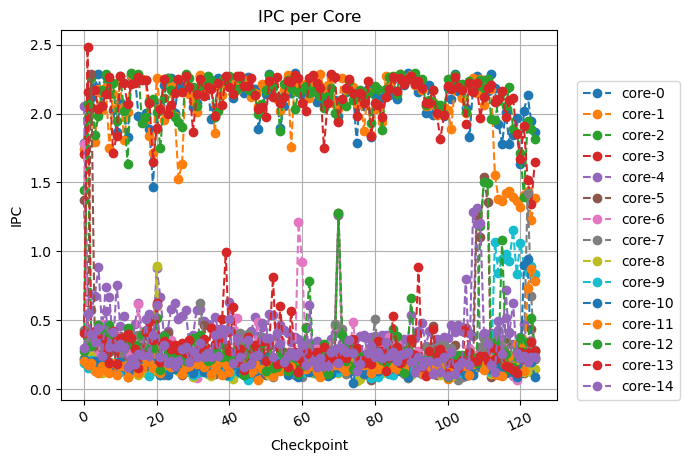 IPC per Core
IPC
2.5
2.0
1.5
1.0
0.5
0.0
0
20
40
60
80
100
120
Checkpoint
core-0
core-1
core-2
core-3
core-4
core-5
core-6
core-7
core-8
core-9
core-10
core-11
core-12
core-13
core-14